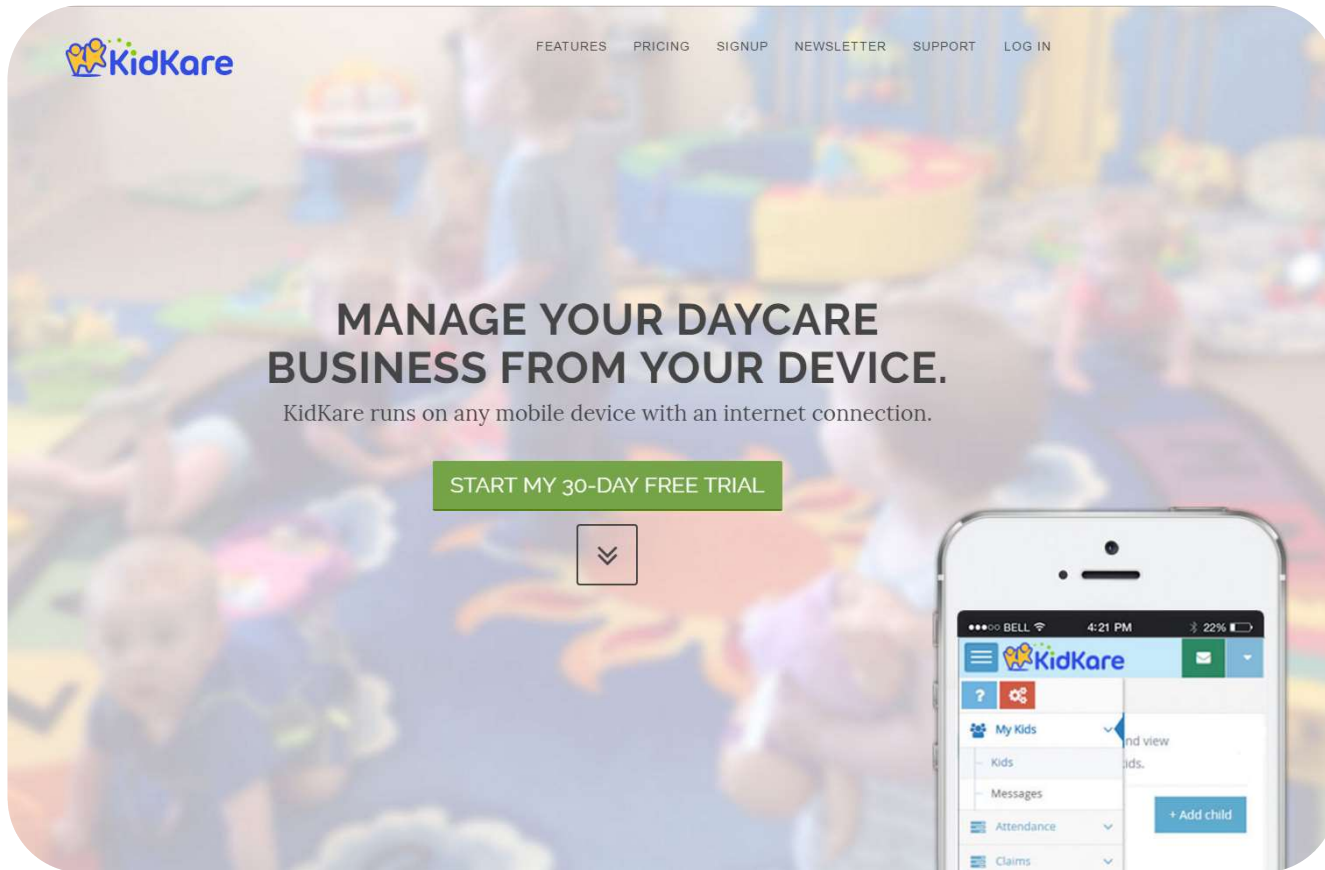 KidKare
FEATURES PRICING SIGNUP NEWSLETTER SUPPORT LOG IN
MANAGE YOUR DAYCARE
BUSINESS FROM YOUR DEVICE.
KidKare runs on any mobile device with an internet connection.
START MY 30-DAY FREE TRIAL
BELL 4:21 PM 22%
KidKare
?
My Kids
nd view
Kids
ids.
Messages
+ Add child
Attendance
Claims